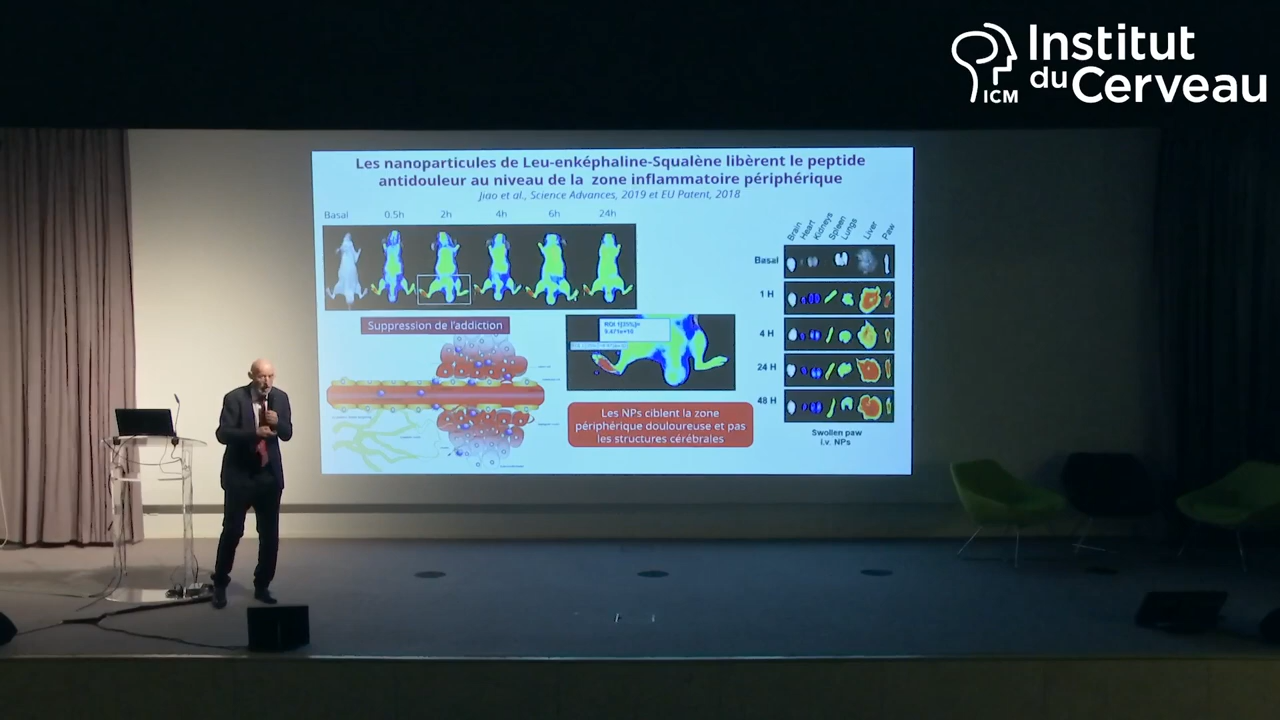 Institut
du Cerveau
ICM
Les nanoparticules de Leu-enképhaline-Squalène libèrent le peptide
antidouleur au niveau de la zone inflammatoire périphérique
Jiao et al., Science Advances, 2019 et EU Patent, 2018
Basal 0.5h 2h 4h 6h 24h
Brain Heart Kidneys Spleen Lungs Liver Paw
Basal
1 H
4 H
24 H
48 H
Swollen paw
i.v. NPs
Suppression de l'addiction
Les NPs ciblent la zone
périphérique douloureuse et pas
les structures cérébrales